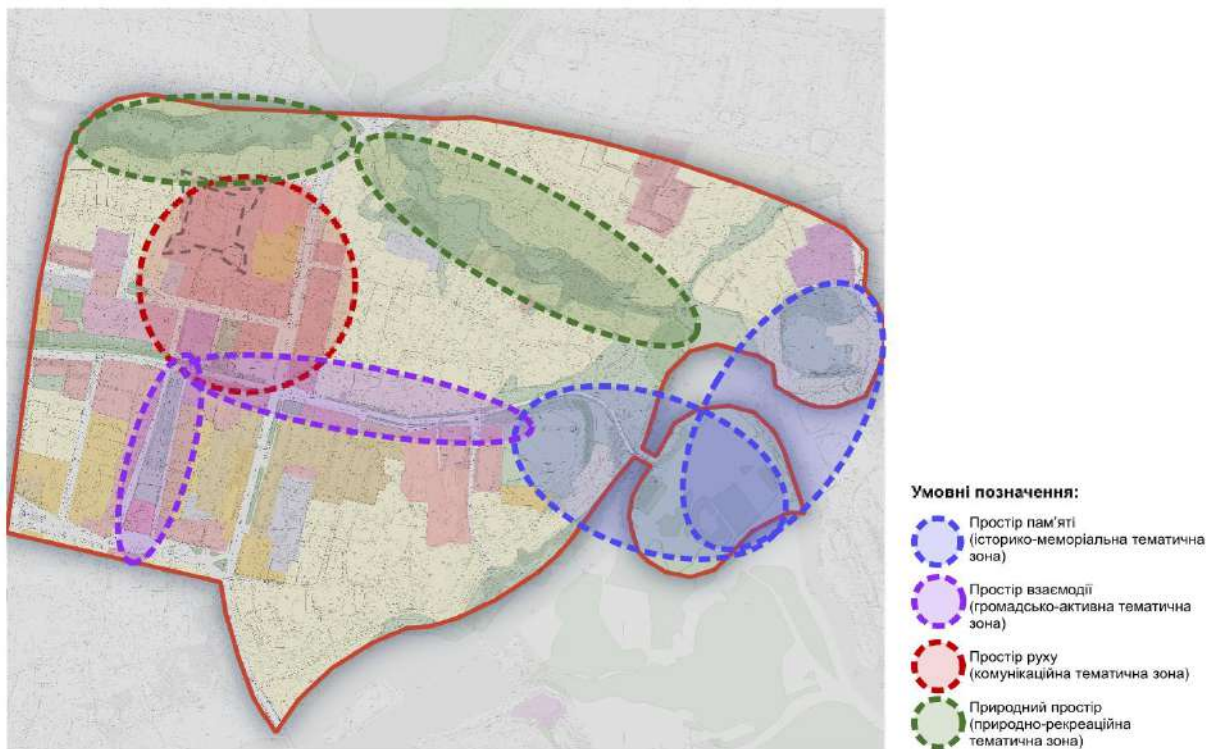 Умовні позначення:
Простір пам'яті
(історико-меморіальна тематична
зона)
Простір взаємодії
(громадсько-активна тематична
зона)
Простір руху
(комунікаційна тематична зона)
Природний простір
(природно-рекреаційна
тематична зона)